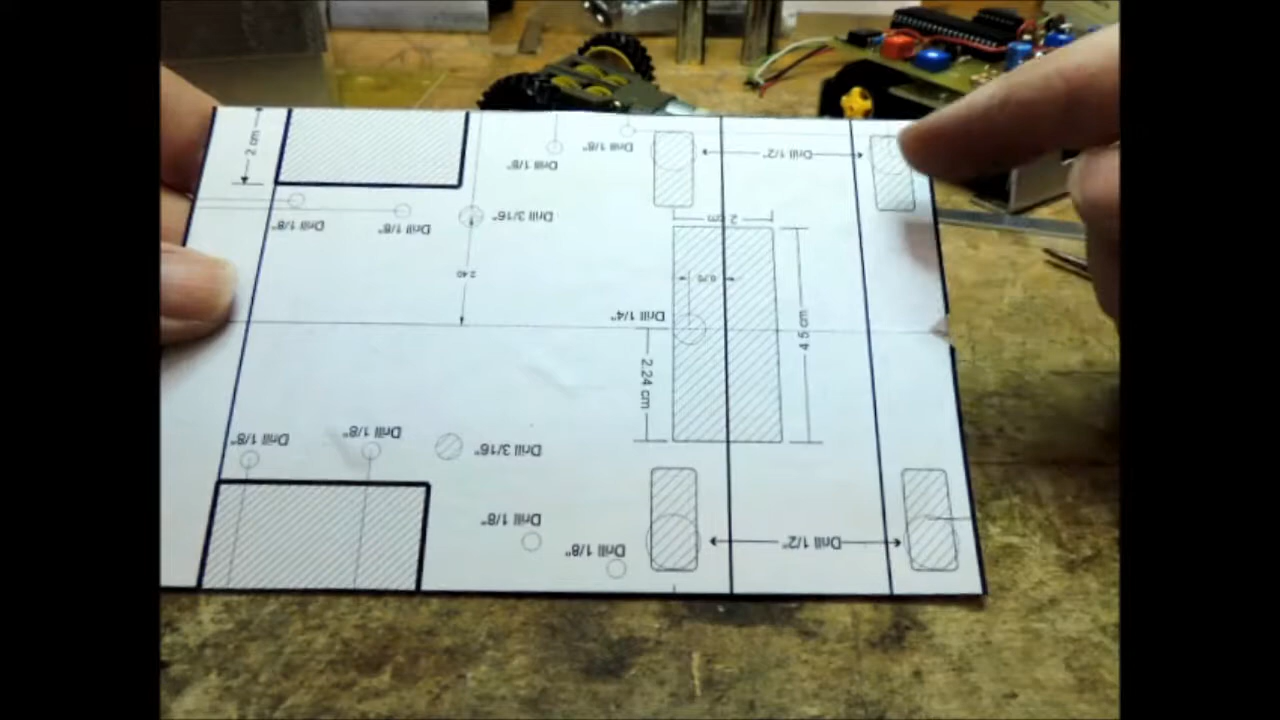 2 cm
Drill 1/8"
Drill 1/8"
Drill 1/2"
Drill 3/16"
2 cm
Drill 1/8"
Drill 1/8"
2.40
Drill 1/4"
4.5 cm
2.24 cm
Drill 1/8"
Drill 1/8"
Drill 3/16"
Drill 1/8"
Drill 1/8"
Drill 1/2"